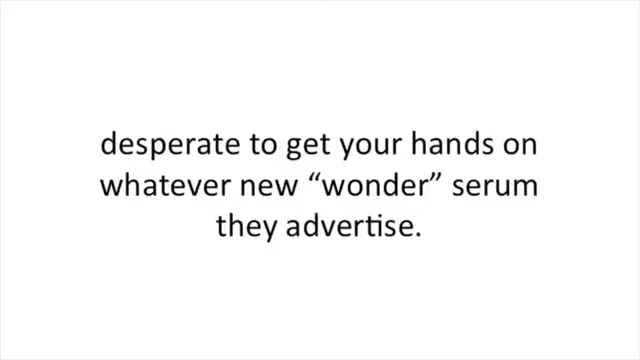 desperate to get your hands on
whatever new “wonder” serum
they advertise.